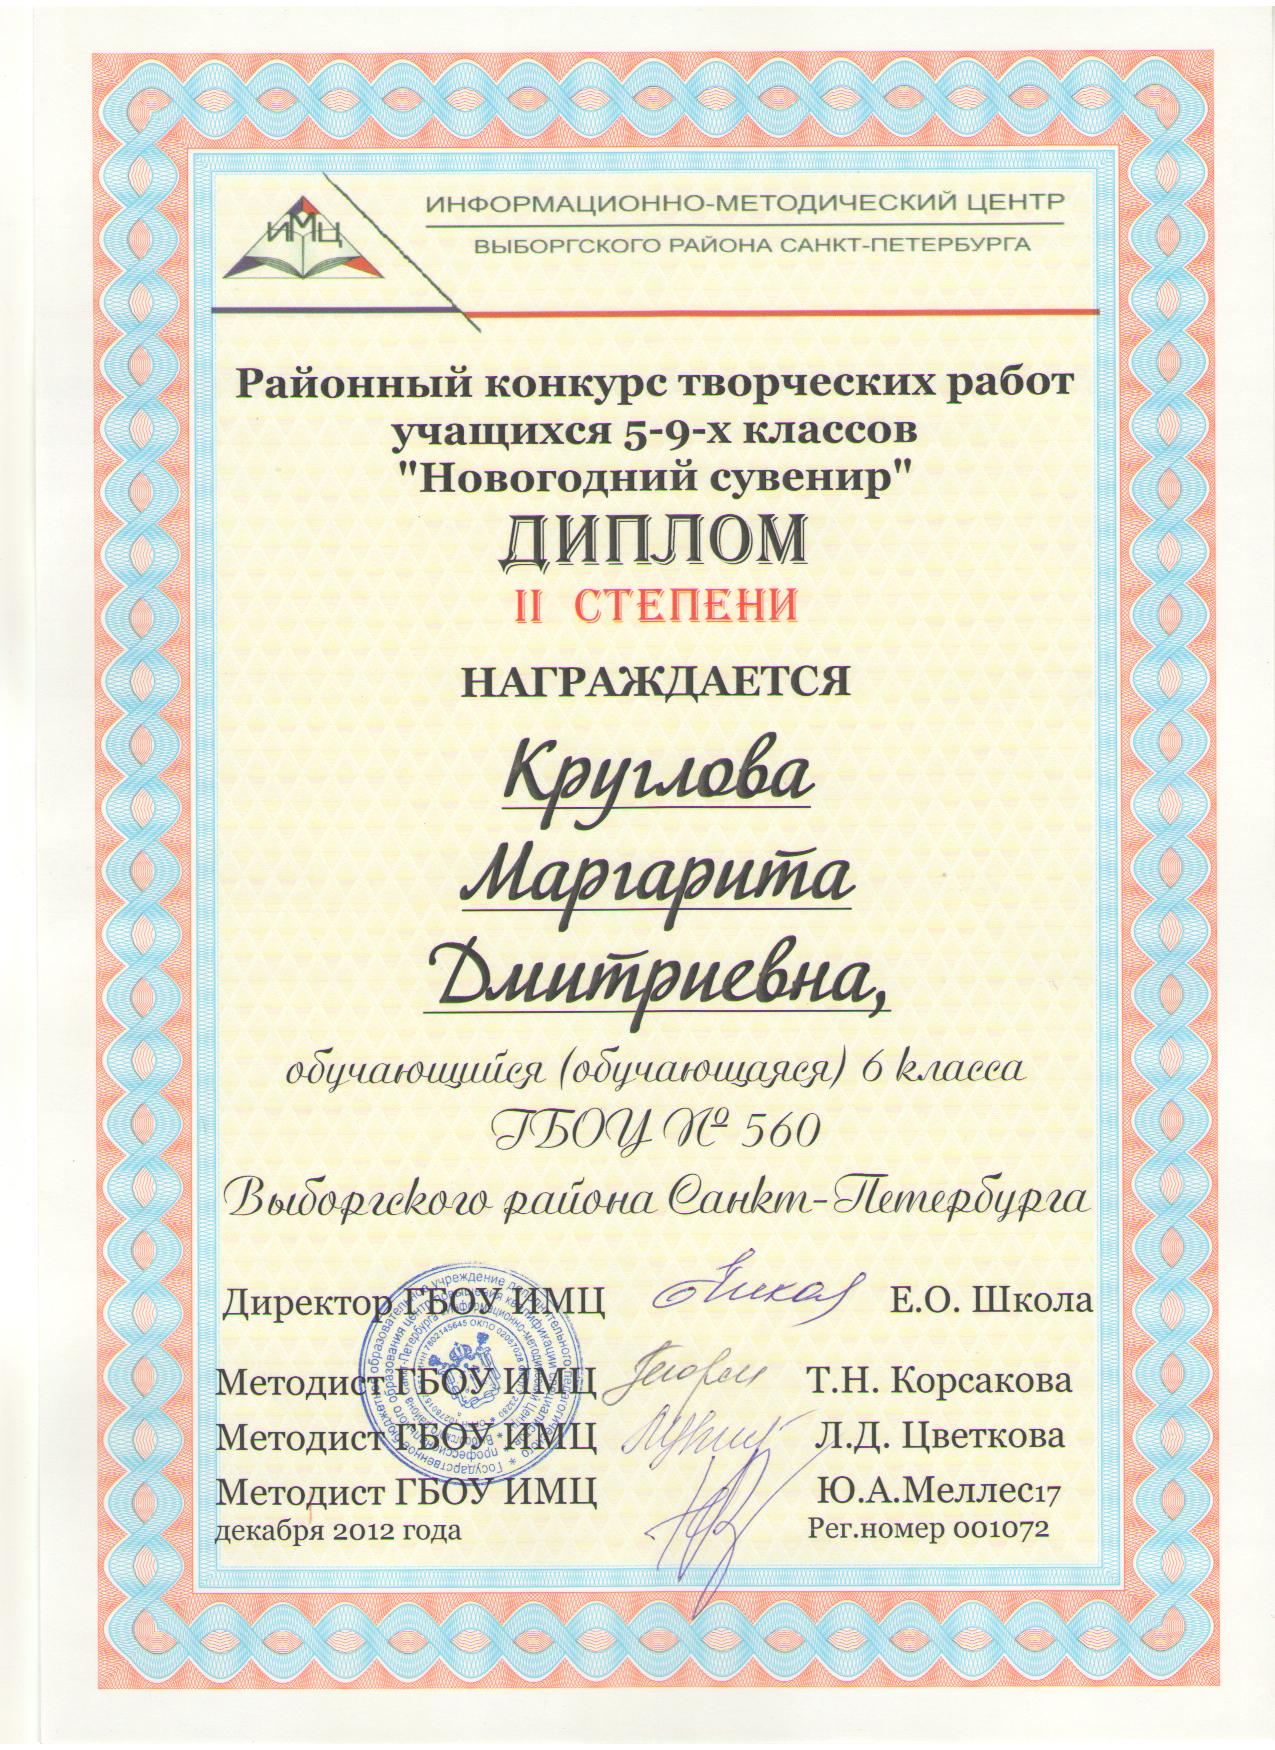 ИМЦ
ИНФОРМАЦИОННО-МЕТОДИЧЕСКИЙ ЦЕНТР
ВЫБОРГСКОГО РАЙОНА САНКТ-ПЕТЕРБУРГА
Районный конкурс творческих работ
учащихся 5-9-х классов
"Новогодний сувенир"
ДИПЛОМ
II СТЕПЕНИ
НАГРАЖДАЕТСЯ
Круглова
Маргарита
Дмитриевна,
обучающийся (обучающаяся) 6 класса
ГБОУ № 560
Выборгского района Санкт-Петербурга
Директор ГБОУ ИМЦ Е.О. Школа
Методист ГБОУ ИМЦ Т.Н. Корсакова
Методист ГБОУ ИМЦ Л.Д. Цветкова
Методист ГБОУ ИМЦ Ю.А.Меллес17
декабря 2012 года Рег.номер 001072